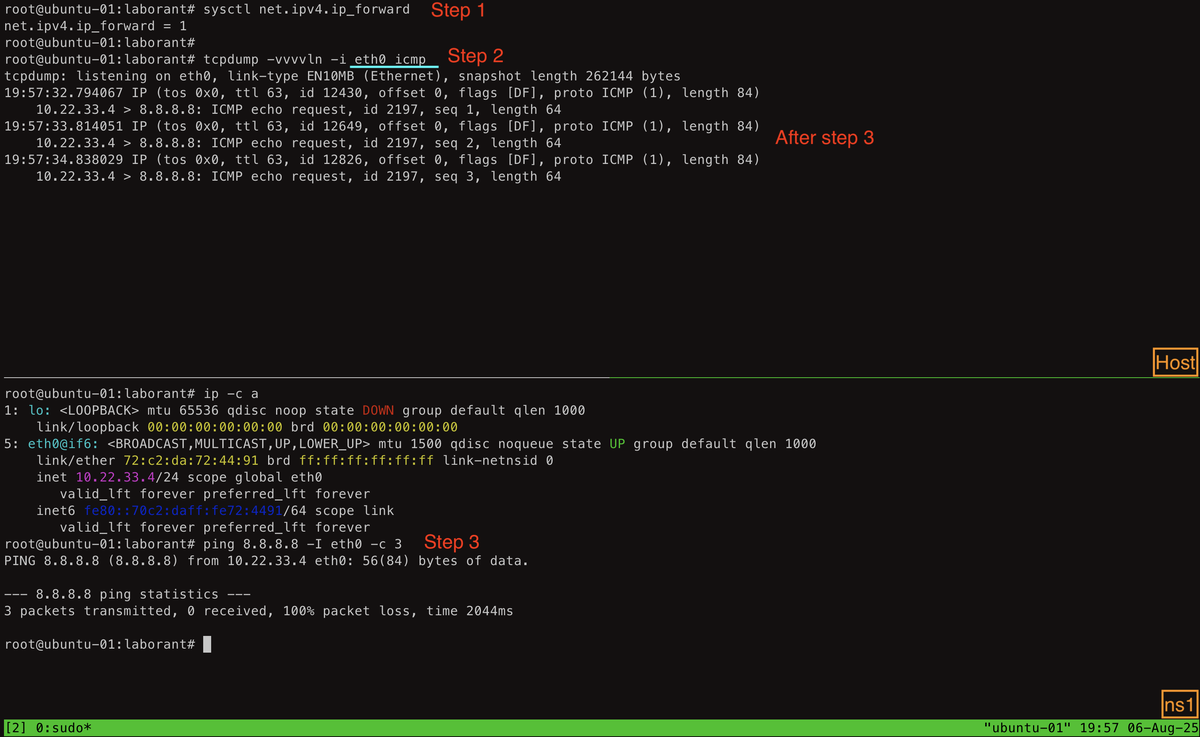 root@ubuntu-01:laborant# sysctl net.ipv4.ip_forward Step 1
net.ipv4.ip_forward = 1
root@ubuntu-01:laborant#
root@ubuntu-01:laborant# tcpdump -vvvvln -i eth0 icmp Step 2
tcpdump: listening on eth0, link-type EN10MB (Ethernet), snapshot length 262144 bytes
19:57:32.794067 IP (tos 0x0, ttl 63, id 12430, offset 0, flags [DF], proto ICMP (1), length 84)
    10.22.33.4 > 8.8.8.8: ICMP echo request, id 2197, seq 1, length 64
19:57:33.814051 IP (tos 0x0, ttl 63, id 12649, offset 0, flags [DF], proto ICMP (1), length 84)
    10.22.33.4 > 8.8.8.8: ICMP echo request, id 2197, seq 2, length 64 After step 3
19:57:34.838029 IP (tos 0x0, ttl 63, id 12826, offset 0, flags [DF], proto ICMP (1), length 84)
    10.22.33.4 > 8.8.8.8: ICMP echo request, id 2197, seq 3, length 64
Host
root@ubuntu-01:laborant# ip -c a
1: lo: <LOOPBACK> mtu 65536 qdisc noop state DOWN group default qlen 1000
    link/loopback 00:00:00:00:00:00 brd 00:00:00:00:00:00
5: eth0@if6: <BROADCAST,MULTICAST,UP,LOWER_UP> mtu 1500 qdisc noqueue state UP group default qlen 1000
    link/ether 72:c2:da:72:44:91 brd ff:ff:ff:ff:ff:ff link-netnsid 0
    inet 10.22.33.4/24 scope global eth0
       valid_lft forever preferred_lft forever
    inet6 fe80::70c2:daff:fe72:4491/64 scope link
       valid_lft forever preferred_lft forever
root@ubuntu-01:laborant# ping 8.8.8.8 -I eth0 -c 3 Step 3
PING 8.8.8.8 (8.8.8.8) from 10.22.33.4 eth0: 56(84) bytes of data.
--- 8.8.8.8 ping statistics ---
3 packets transmitted, 0 received, 100% packet loss, time 2044ms
root@ubuntu-01:laborant#
ns1
[2] 0:sudo* "ubuntu-01" 19:57 06-Aug-25